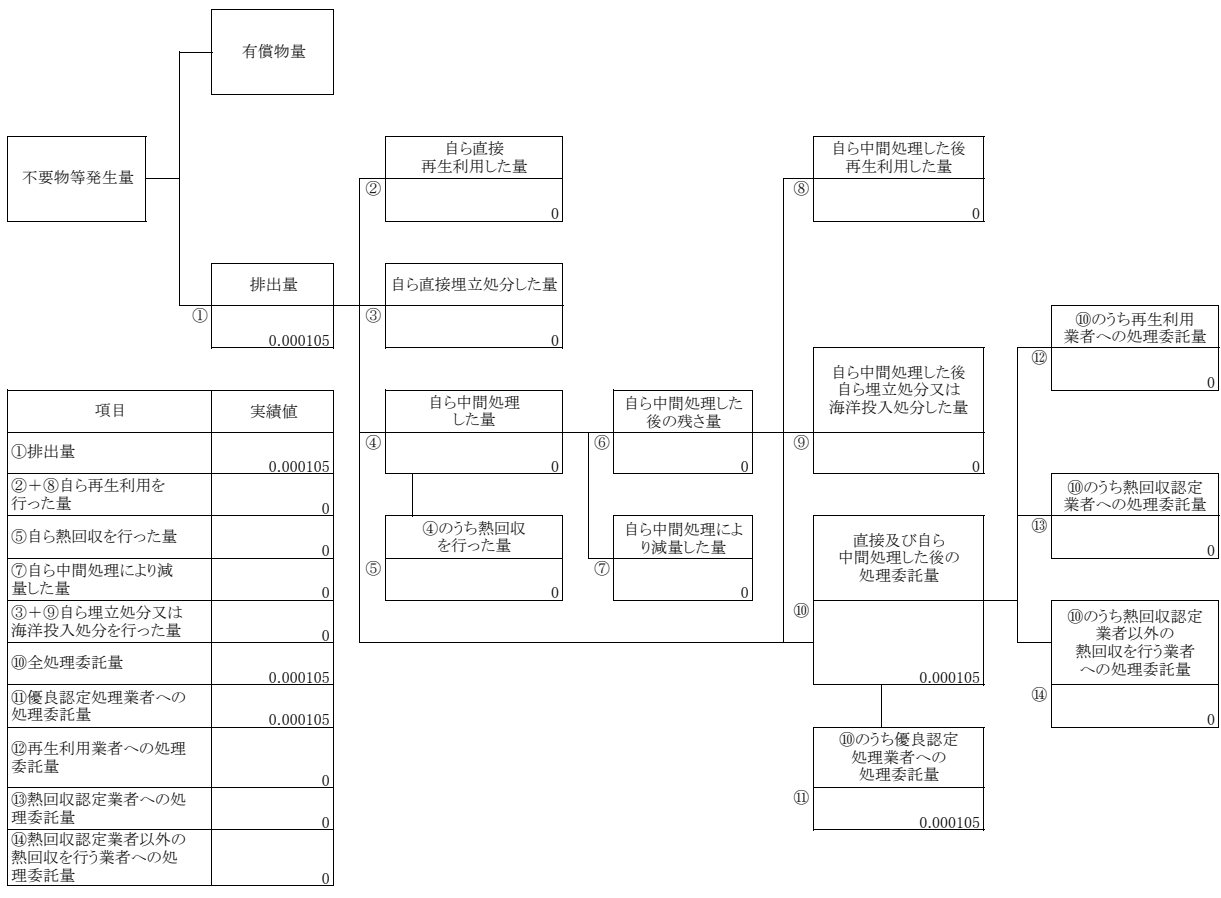 有償物量
不要物等発生量
自ら直接
再生利用した量
②
0
自ら中間処理した後
再生利用した量
⑧
0
排出量
①
0.000105
自ら直接埋立処分した量
③
0
⑩のうち再生利用
業者への処理委託量
⑫
0
自ら中間処理
した量
④
0
自ら中間処理した
後の残さ量
⑥
0
自ら中間処理した後
自ら埋立処分又は
海洋投入処分した量
⑨
0
⑩のうち熱回収認定
業者への処理委託量
⑬
0
④のうち熱回収
を行った量
⑤
0
自ら中間処理によ
り減量した量
⑦
0
直接及び自ら
中間処理した後の
処理委託量
⑩
0.000105
⑩のうち熱回収認定
業者以外の
熱回収を行う業者
への処理委託量
⑭
0
⑩のうち優良認定
処理業者への
処理委託量
⑪
0.000105
項目 実績値
①排出量
0.000105
②+⑧自ら再生利用を
行った量
0
⑤自ら熱回収を行った量
0
⑦自ら中間処理により減
量した量
0
③+⑨自ら埋立処分又は
海洋投入処分を行った量
0
⑩全処理委託量
0.000105
⑪優良認定処理業者への
処理委託量
0.000105
⑫再生利用業者への処理
委託量
0
⑬熱回収認定業者への処
理委託量
0
⑭熱回収認定業者以外の
熱回収を行う業者への処
理委託量
0